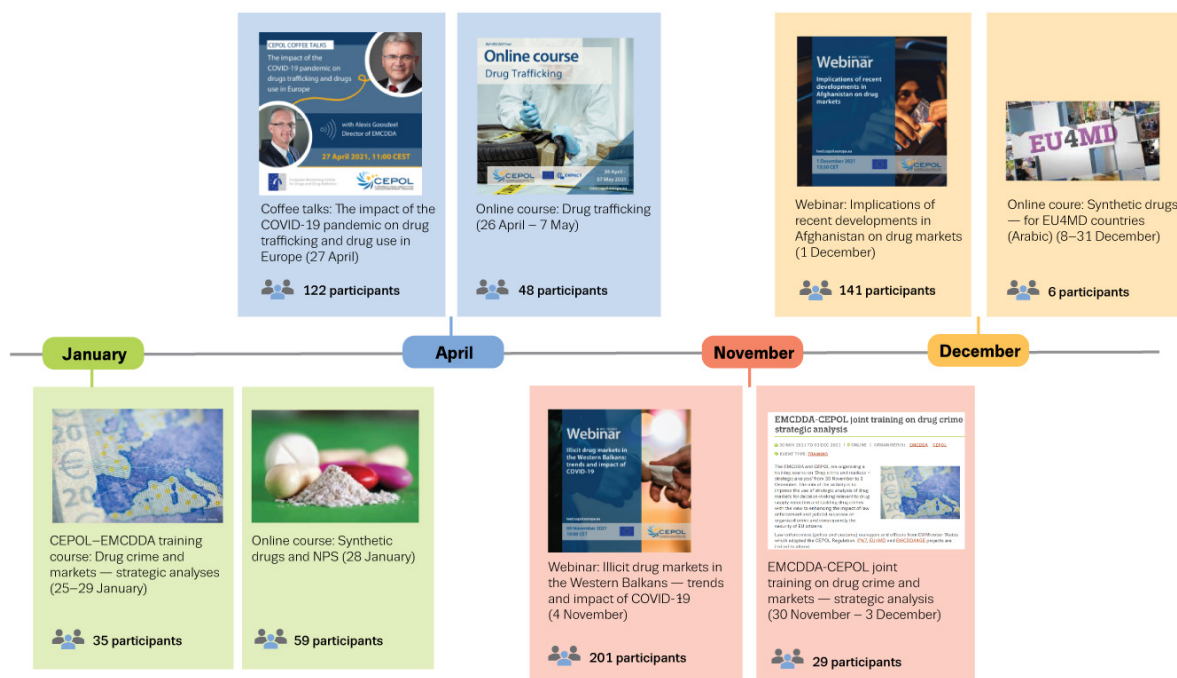 CEPOL COFFEE TALKS
The impact of the
COVID-19 pandemic on
drugs trafficking and drugs
use in Europe
with Alexis Goosdeel
Director of EMCDDA
27 April 2021, 11:00 CEST
CEPOL
Coffee talks: The impact of the
COVID-19 pandemic on drug
trafficking and drug use in
Europe (27 April)
122 participants
Online course
Drug Trafficking
26 April -
07 May 2021
CEPOL
EMPACT
Online course: Drug trafficking
(26 April – 7 May)
48 participants
Webinar
Implications of recent
developments in
Afghanistan on drug
markets
1 December 2021
CEPOL
Webinar: Implications of
recent developments in
Afghanistan on drug markets
(1 December)
141 participants
EU4MD
Online coure: Synthetic drugs
— for EU4MD countries
(Arabic) (8–31 December)
6 participants
January
April
November
December
20
CEPOL–EMCDDA training
course: Drug crime and
markets — strategic analyses
(25–29 January)
35 participants
Online course: Synthetic
drugs and NPS (28 January)
59 participants
Webinar
Illicit drug markets in
the Western Balkans:
trends and impact of
COVID-19
CEPOL
Webinar: Illicit drug markets in
the Western Balkans — trends
and impact of COVID-19
(4 November)
201 participants
EMCDDA-CEPOL joint training on drug crime
strategic analysis
EMCDDA-CEPOL joint
training on drug crime and
markets — strategic analysis
(30 November – 3 December)
29 participants